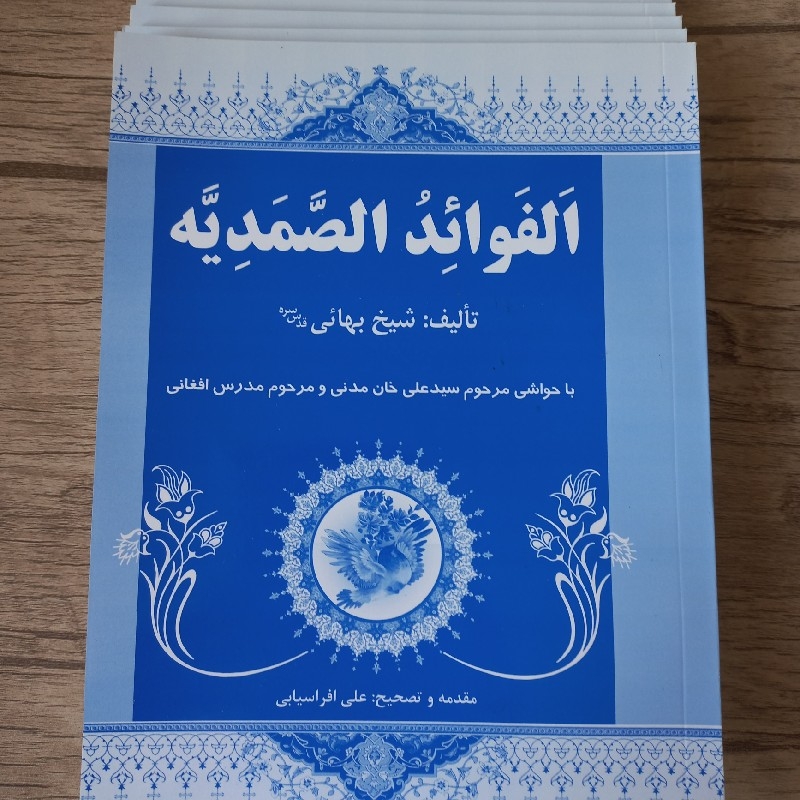 اَلفَوائِدُ الصَّمَدِیَّه
تألیف: شیخ بهائی قدس‌سره
با حواشی مرحوم سیدعلی خان مدنی و مرحوم مدرس افغانی
مقدمه و تصحیح: علی افراسیابی